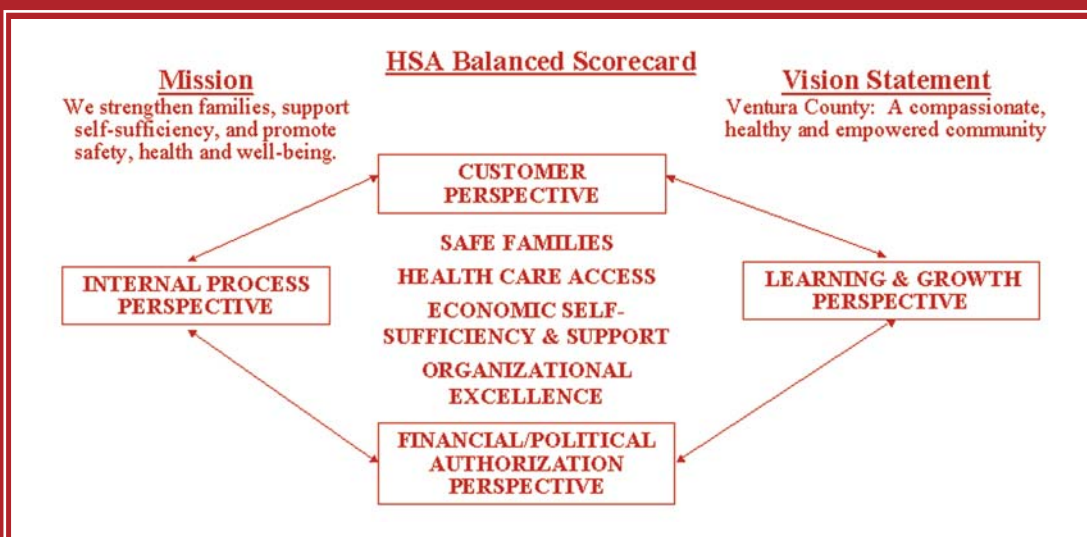 HSA Balanced Scorecard
Mission
We strengthen families, support
self-sufficiency, and promote
safety, health and well-being.
Vision Statement
Ventura County:  A compassionate,
healthy and empowered community
CUSTOMER
PERSPECTIVE
SAFE FAMILIES
HEALTH CARE ACCESS
ECONOMIC SELF-
SUFFICIENCY & SUPPORT
ORGANIZATIONAL
EXCELLENCE
INTERNAL PROCESS
PERSPECTIVE
LEARNING & GROWTH
PERSPECTIVE
FINANCIAL/POLITICAL
AUTHORIZATION
PERSPECTIVE